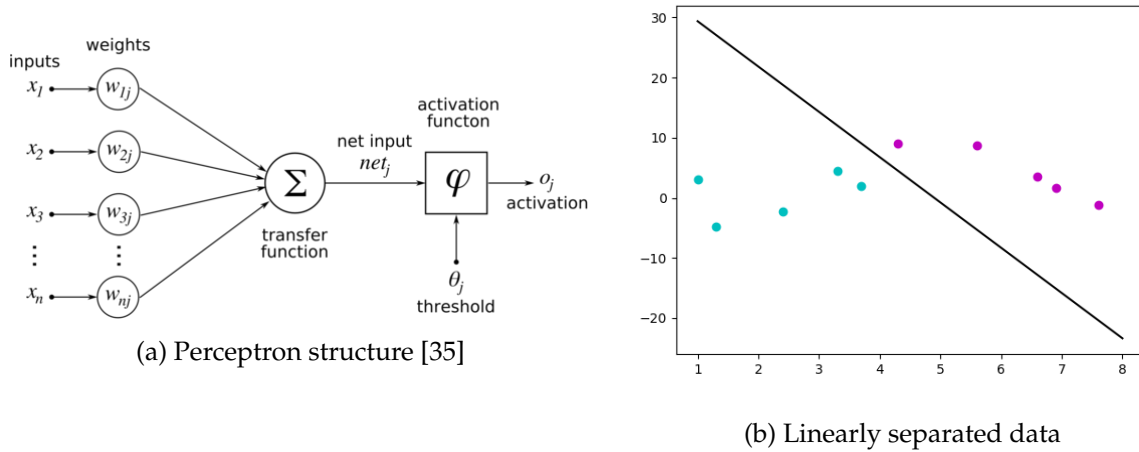 weights
inputs
x1
w1j
x2
w2j
x3
w3j
⋮ ⋮
xn
wnj
Σ
transfer
function
net input
netj
activation
functon
φ
oj
activation
θj
threshold
(a) Perceptron structure [35]
30
20
10
0
−10
−20
1 2 3 4 5 6 7 8
(b) Linearly separated data